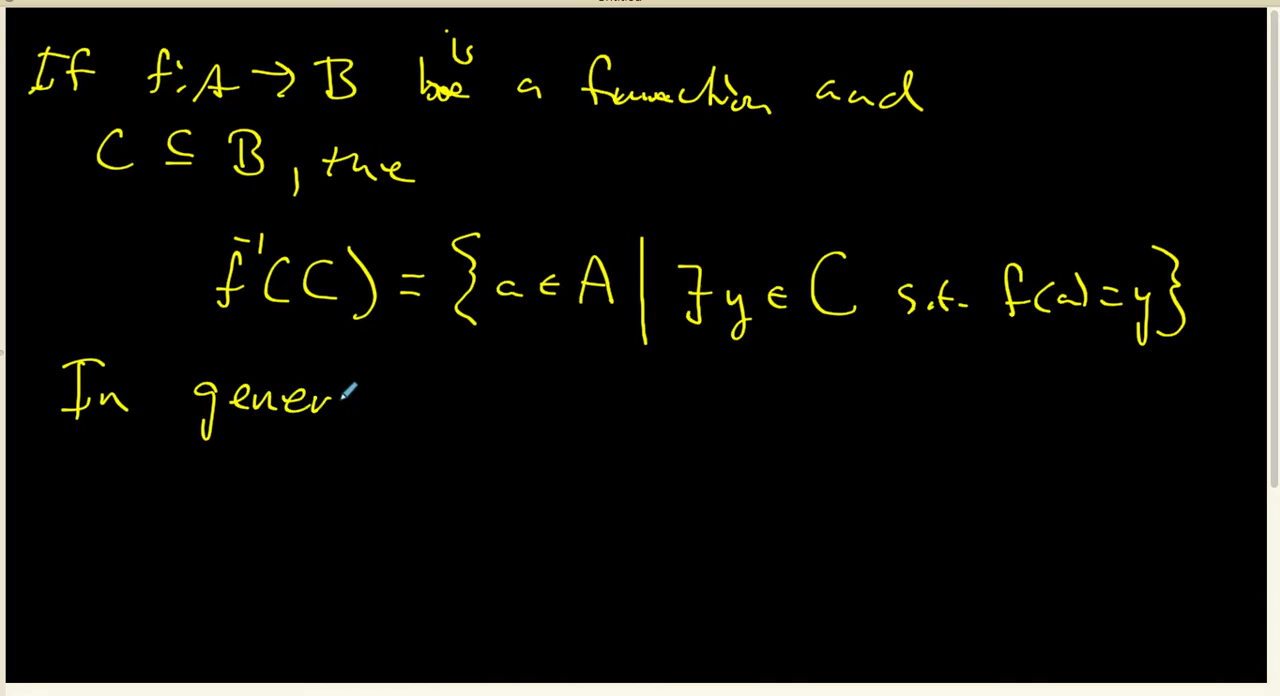 If f: A → B is a function and
C ⊆ B, the
f⁻¹(C) = {a ∈ A | ∃ y ∈ C s.t. f(a) = y}
In gener